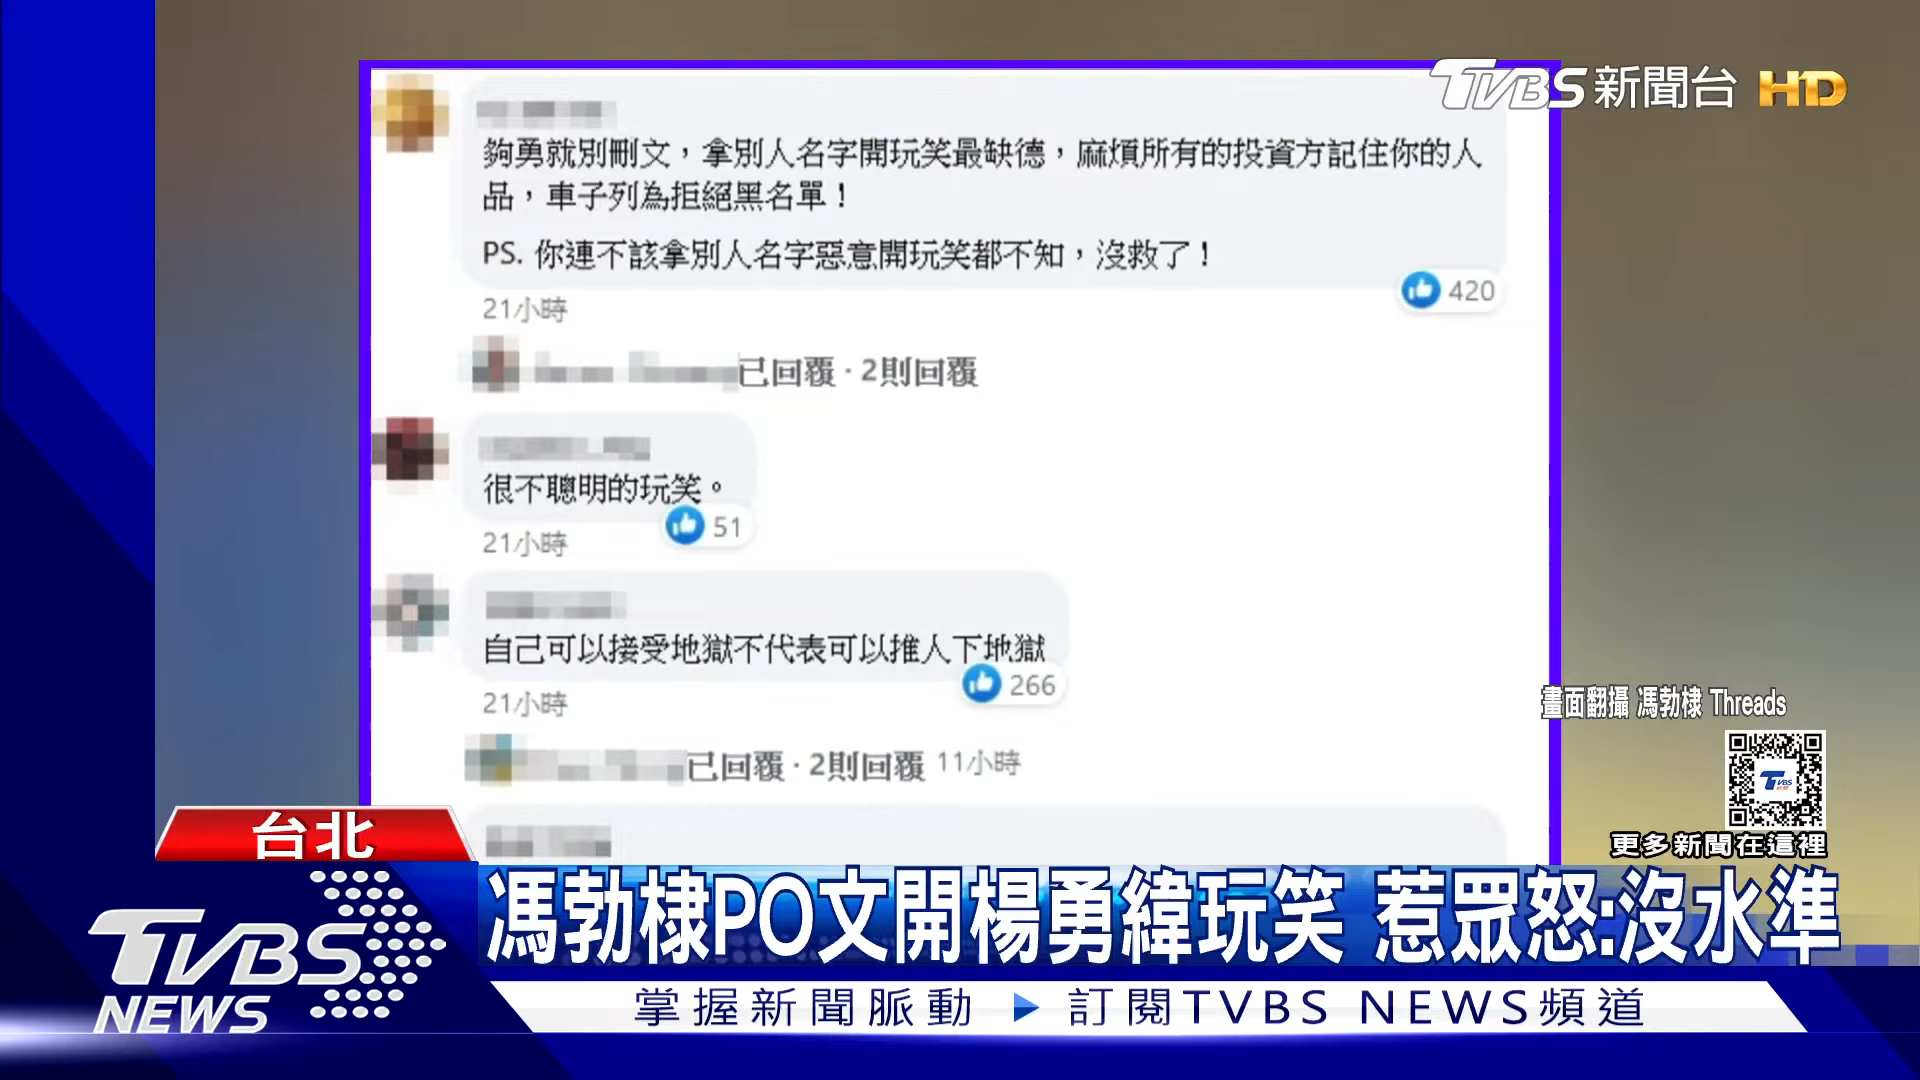 TVBS新聞台 HD
夠勇就別刪文，拿別人名字開玩笑最缺德，麻煩所有的投資方記住你的人
品，車子列為拒絕黑名單！
PS. 你連不該拿別人名字惡意開玩笑都不知，沒救了！
420
21小時
已回覆·2則回覆
很不聰明的玩笑。
51
21小時
自己可以接受地獄不代表可以推人下地獄
266
21小時
已回覆·2則回覆 11小時
畫面翻攝 馮勃棣 Threads
TVBS
更多新聞在這裡
台北
馮勃棣PO文開楊勇緯玩笑 惹眾怒:沒水準
TVBS
NEWS
掌握新聞脈動 ▶ 訂閱TVBS NEWS頻道